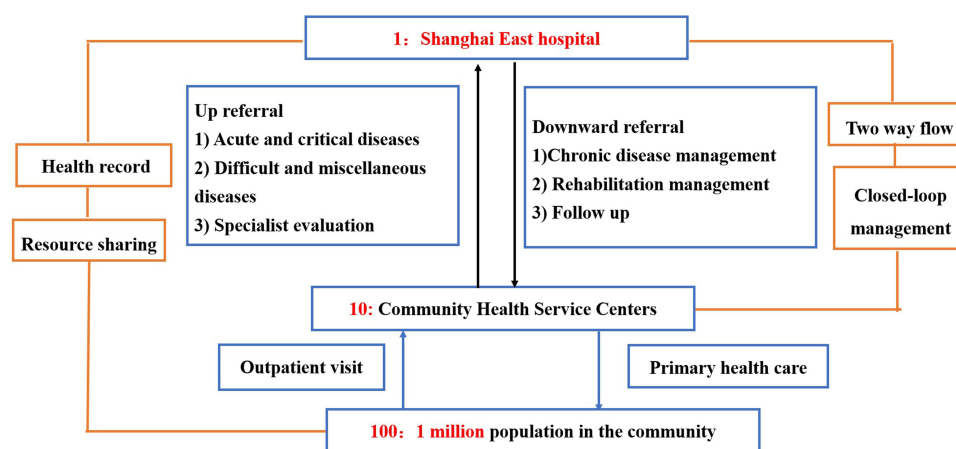 1：Shanghai East hospital
Up referral
1) Acute and critical diseases
2) Difficult and miscellaneous
diseases
3) Specialist evaluation
Downward referral
1)Chronic disease management
2) Rehabilitation management
3) Follow up
Health record
Resource sharing
Two way flow
Closed-loop
management
10: Community Health Service Centers
Outpatient visit
Primary health care
100：1 million population in the community